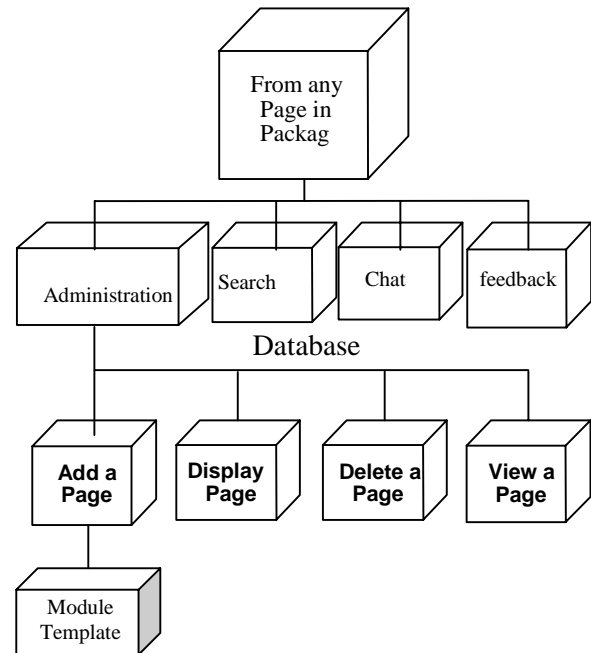 From any
Page in
Packag
Administration
Search
Chat
feedback
Database
Add a
Page
Display
Page
Delete a
Page
View a
Page
Module
Template